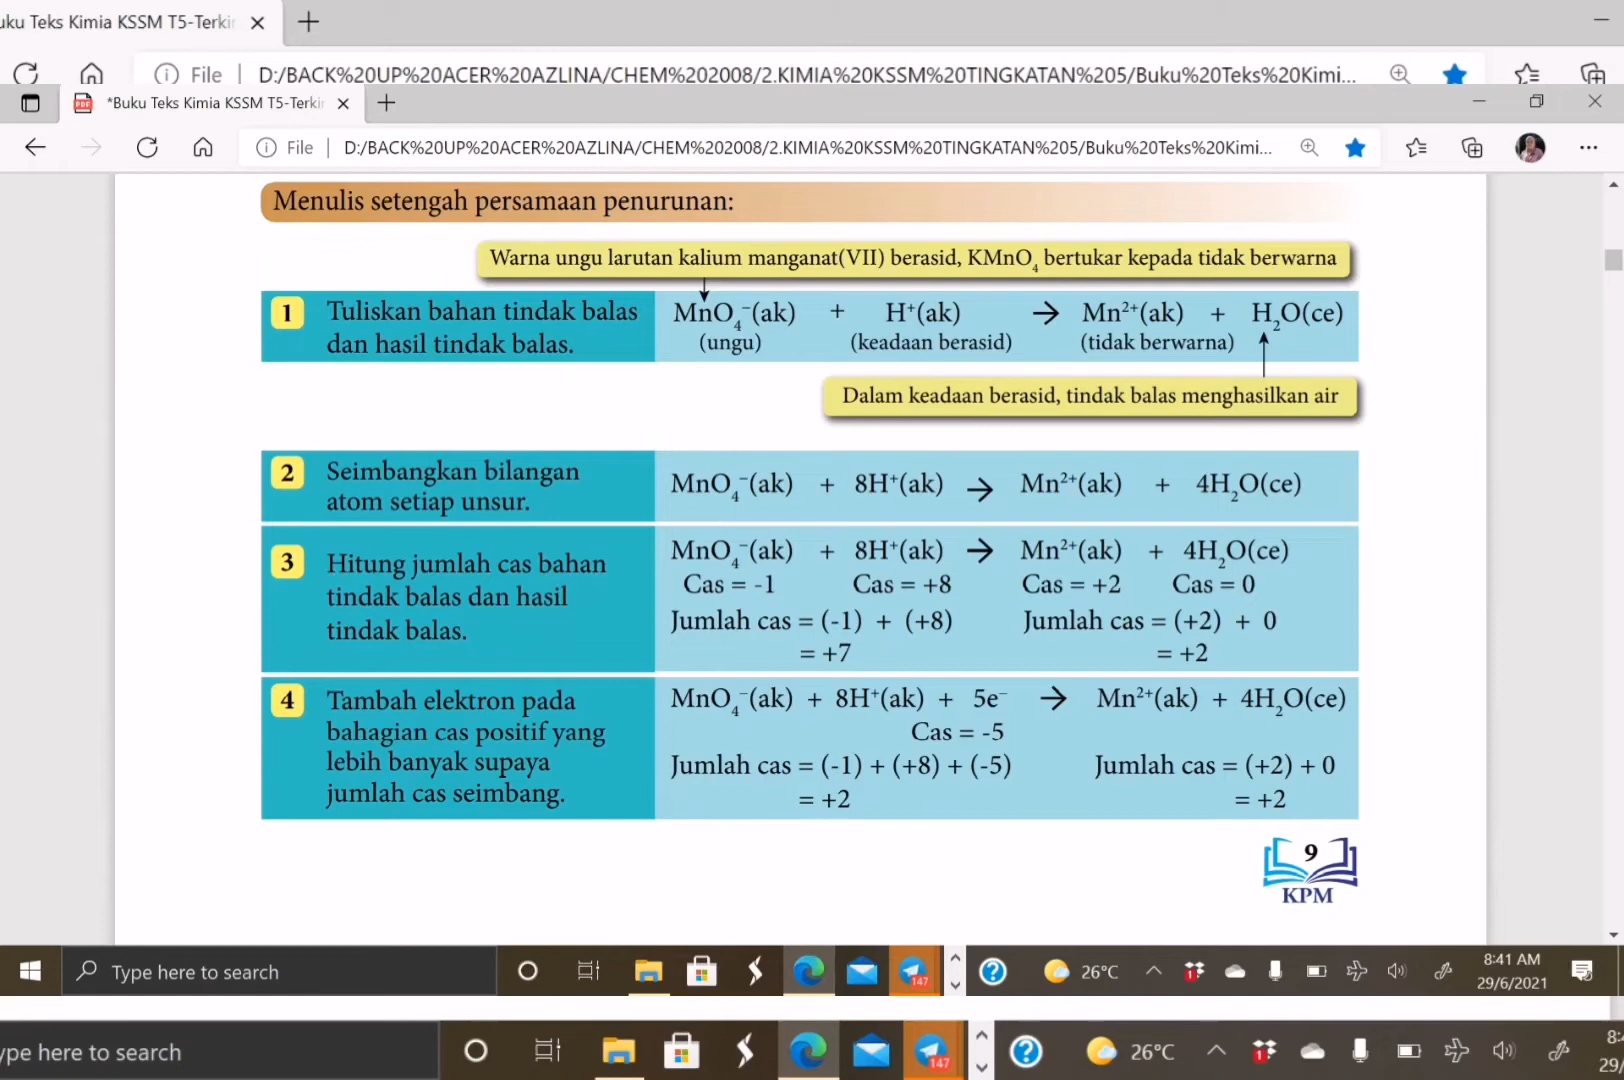 uku Teks Kimia KSSM T5-Terkir
File | D:/BACK%20UP%20ACER%20AZLINA/CHEM%202008/2.KIMIA%20KSSM%20TINGKATAN%205/Buku%20Teks%20Kimi...
*Buku Teks Kimia KSSM T5-Terkir
File | D:/BACK%20UP%20ACER%20AZLINA/CHEM%202008/2.KIMIA%20KSSM%20TINGKATAN%205/Buku%20Teks%20Kimi...
Menulis setengah persamaan penurunan:
Warna ungu larutan kalium manganat(VII) berasid, KMnO₄ bertukar kepada tidak berwarna
1 Tuliskan bahan tindak balas dan hasil tindak balas.
MnO₄⁻(ak) + H⁺(ak) → Mn²⁺(ak) + H₂O(ce)
(ungu) (keadaan berasid) (tidak berwarna)
Dalam keadaan berasid, tindak balas menghasilkan air
2 Seimbangkan bilangan atom setiap unsur.
MnO₄⁻(ak) + 8H⁺(ak) → Mn²⁺(ak) + 4H₂O(ce)
3 Hitung jumlah cas bahan tindak balas dan hasil tindak balas.
MnO₄⁻(ak) + 8H⁺(ak) → Mn²⁺(ak) + 4H₂O(ce)
Cas = -1 Cas = +8 Cas = +2 Cas = 0
Jumlah cas = (-1) + (+8) Jumlah cas = (+2) + 0
= +7 = +2
4 Tambah elektron pada bahagian cas positif yang lebih banyak supaya jumlah cas seimbang.
MnO₄⁻(ak) + 8H⁺(ak) + 5e⁻ → Mn²⁺(ak) + 4H₂O(ce)
Cas = -5
Jumlah cas = (-1) + (+8) + (-5) Jumlah cas = (+2) + 0
= +2 = +2
9
KPM
Type here to search
147
26°C
8:41 AM
29/6/2021
ype here to search
147
26°C
8:
29/